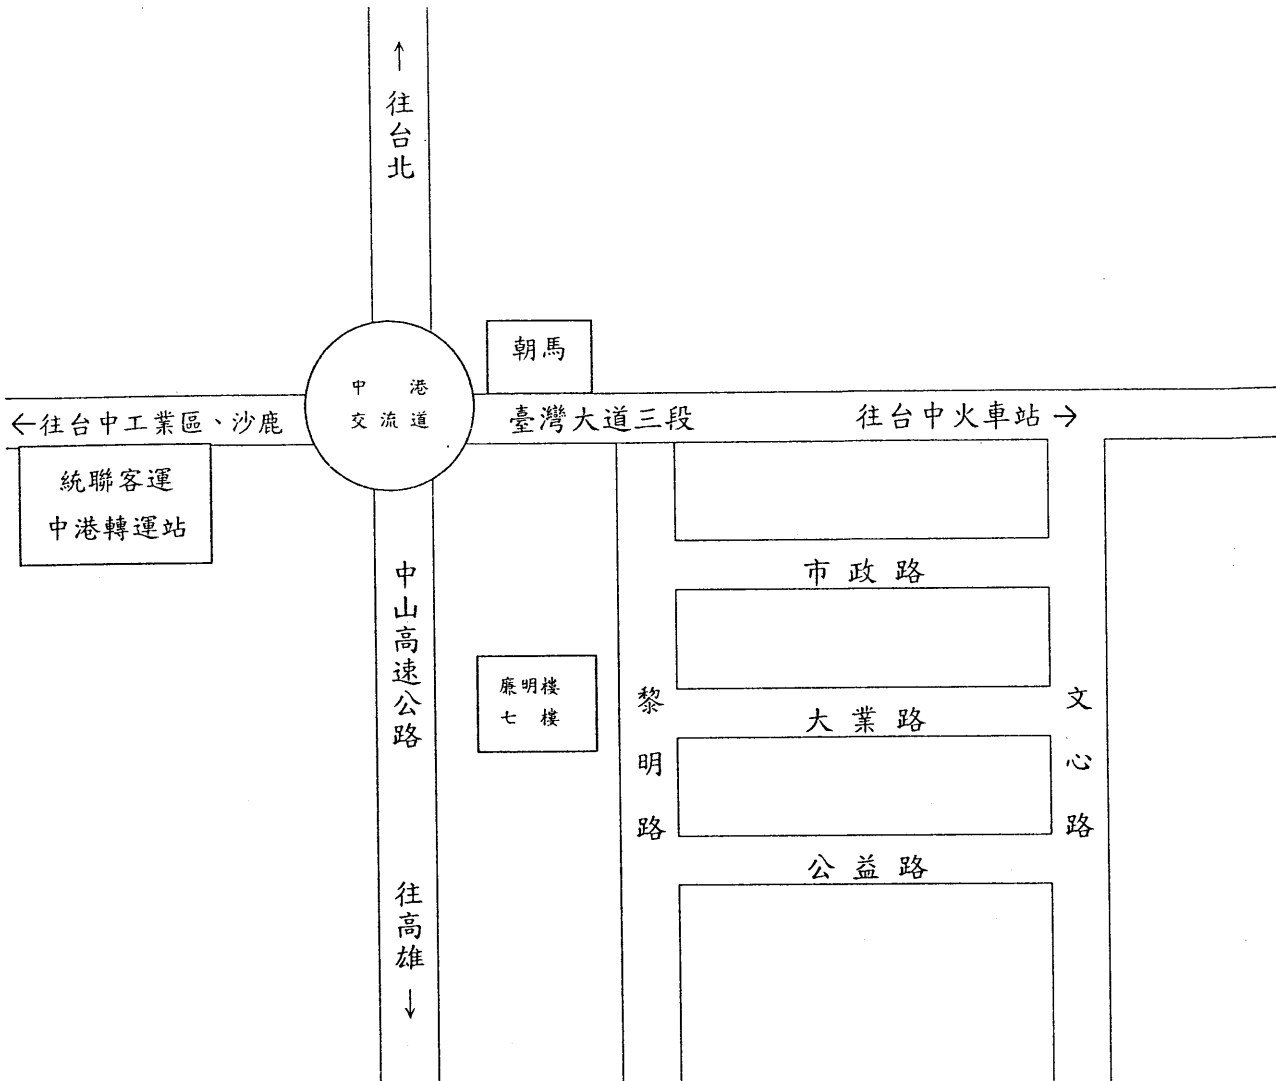 ↑往台北
朝馬
中港
交流道
←往台中工業區、沙鹿
臺灣大道三段
往台中火車站→
統聯客運
中港轉運站
中山高速公路
市政路
廉明樓
七樓
黎明路
大業路
文心路
公益路
往高雄↓